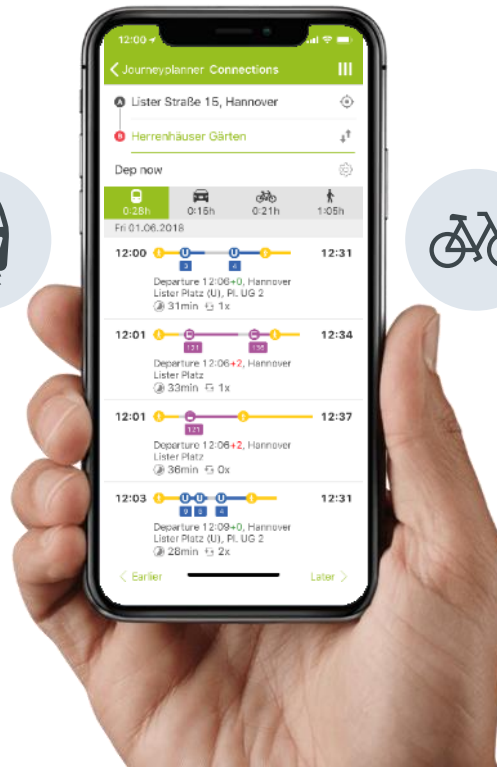 12:00
Journeyplanner Connections
A Lister Straße 15, Hannover
B Herrenhäuser Gärten
Dep now
0:28h 0:15h 0:21h 1:05h
Fri 01.06.2018
12:00 U U 12:31
3 4
Departure 12:06+0, Hannover
Lister Platz (U), Pl. UG 2
31min 1x
12:01 12:34
121 136
Departure 12:06+2, Hannover
Lister Platz
33min 1x
12:01 12:37
121
Departure 12:06+2, Hannover
Lister Platz
36min 0x
12:03 U U U 12:31
9 3 4
Departure 12:09+0, Hannover
Lister Platz (U), Pl. UG 2
28min 2x
Earlier Later